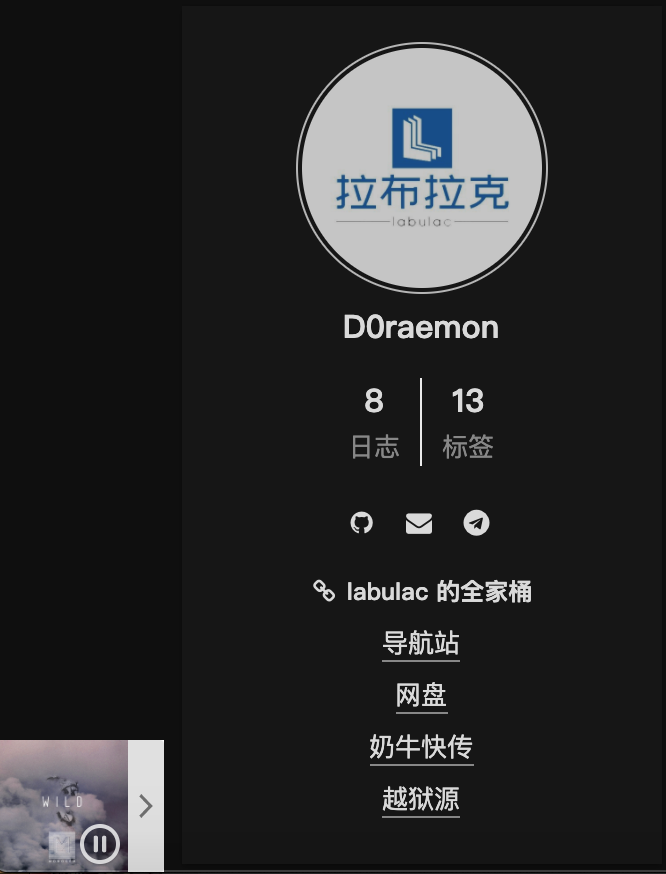 拉布拉克
labulac
D0raemon
8
日志
13
标签
labulac 的全家桶
导航站
网盘
奶牛快传
越狱源
WILD